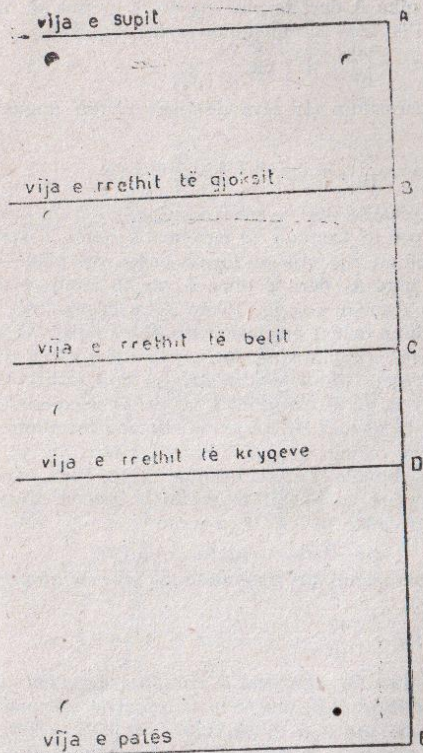 vija e supit A
vija e rrethit të gjoksit B
vija e rrethit të belit C
vija e rrethit të kryqeve D
vija e palës E